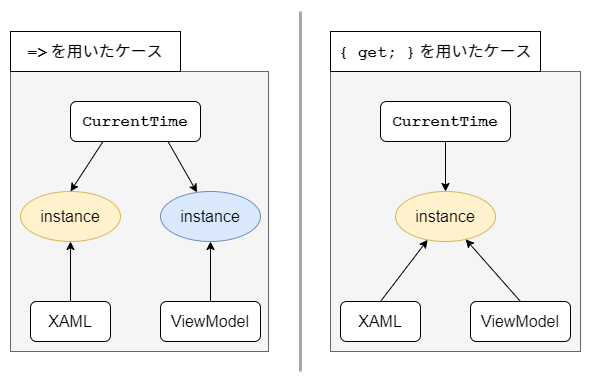 => を用いたケース
CurrentTime
instance
instance
XAML
ViewModel
{ get; } を用いたケース
CurrentTime
instance
XAML
ViewModel